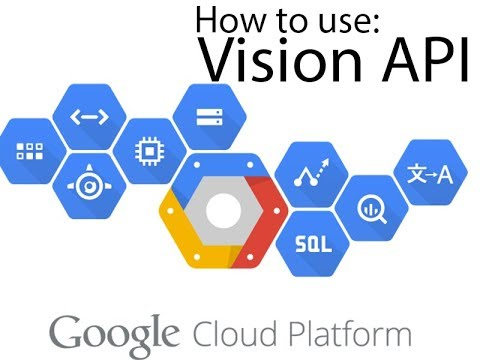 How to use:
Vision API
文→A
SQL
Google Cloud Platform